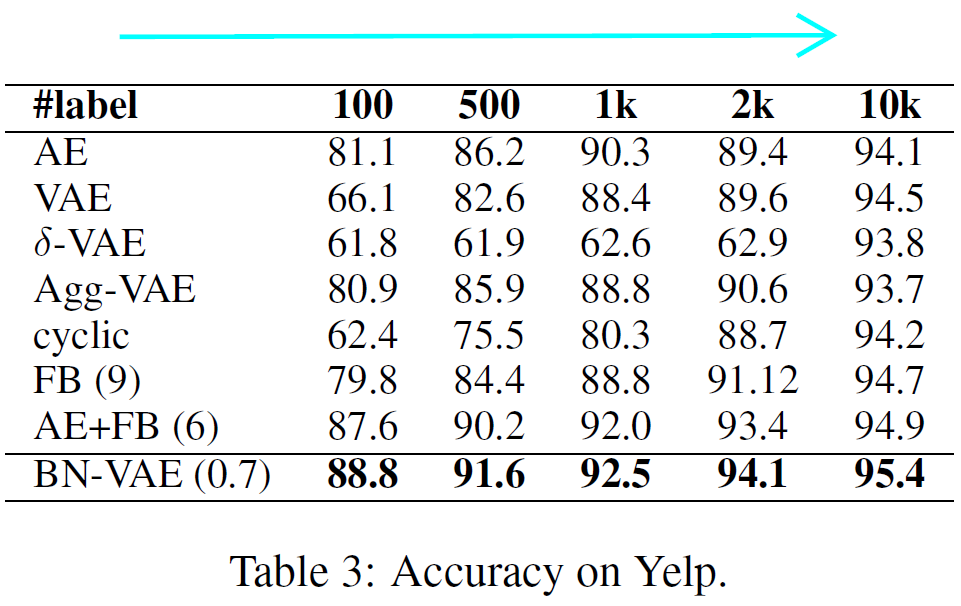 #label 100 500 1k 2k 10k
AE 81.1 86.2 90.3 89.4 94.1
VAE 66.1 82.6 88.4 89.6 94.5
δ-VAE 61.8 61.9 62.6 62.9 93.8
Agg-VAE 80.9 85.9 88.8 90.6 93.7
cyclic 62.4 75.5 80.3 88.7 94.2
FB (9) 79.8 84.4 88.8 91.12 94.7
AE+FB (6) 87.6 90.2 92.0 93.4 94.9
BN-VAE (0.7) 88.8 91.6 92.5 94.1 95.4
Table 3: Accuracy on Yelp.